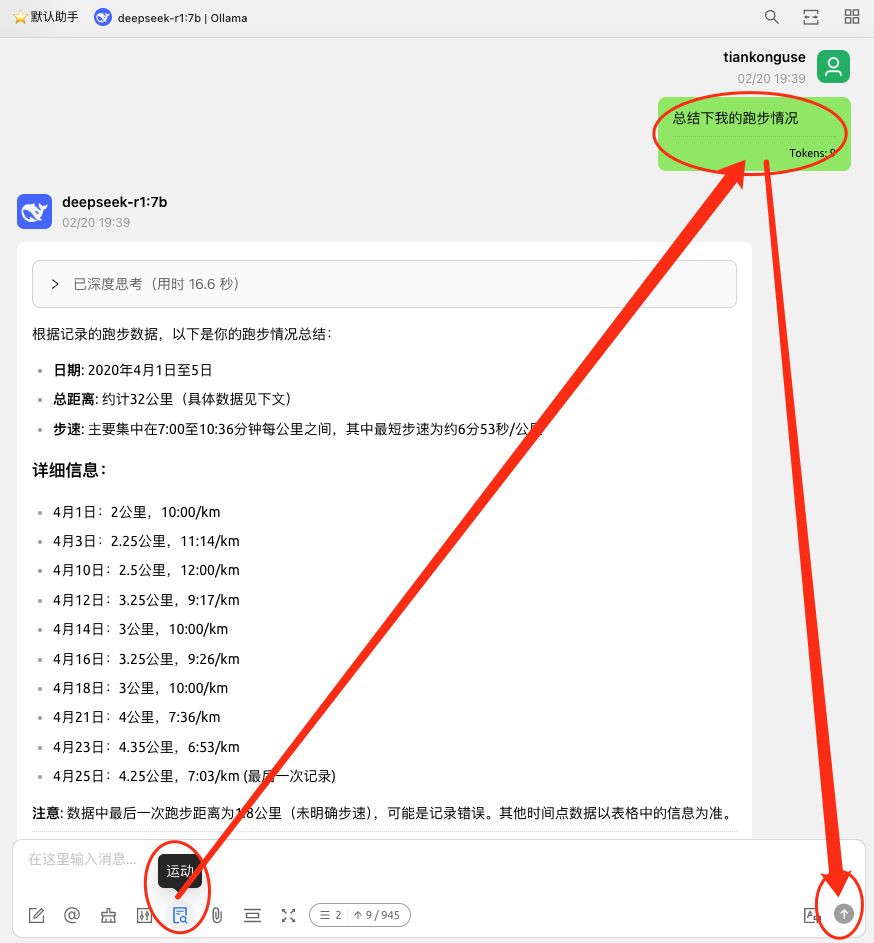 ⭐默认助手 deepseek-r1:7b | Ollama
tiankonguse
02/20 19:39
总结下我的跑步情况
Tokens: 9
deepseek-r1:7b
02/20 19:39
已深度思考（用时 16.6 秒）
根据记录的跑步数据，以下是你的跑步情况总结：
• 日期: 2020年4月1日至5日
• 总距离: 约计32公里（具体数据见下文）
• 步速: 主要集中在7:00至10:36分钟每公里之间，其中最短步速为约6分53秒/公里
详细信息：
• 4月1日：2公里，10:00/km
• 4月3日：2.25公里，11:14/km
• 4月10日：2.5公里，12:00/km
• 4月12日：3.25公里，9:17/km
• 4月14日：3公里，10:00/km
• 4月16日：3.25公里，9:26/km
• 4月18日：3公里，10:00/km
• 4月21日：4公里，7:36/km
• 4月23日：4.35公里，6:53/km
• 4月25日：4.25公里，7:03/km (最后一次记录)
注意: 数据中最后一次跑步距离为1.8公里（未明确步速），可能是记录错误。其他时间点数据以表格中的信息为准。
在这里输入消息...
运动
2 | ↑ 9 / 945